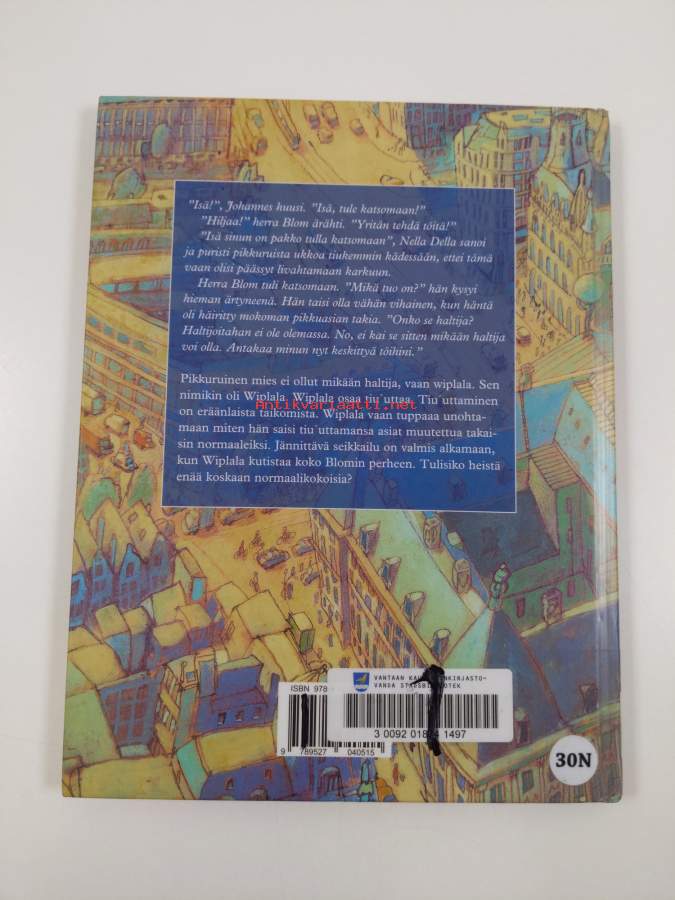 "Isä!", Johannes huusi. "Isä, tule katsomaan!"
"Hiljaa!" herra Blom ärähti. "Yritän tehdä töitä!"
"Isä sinun on pakko tulla katsomaan", Nella Della sanoi
ja puristi pikkuruista ukkoa tiukemmin kädessään, ettei tämä
vaan olisi päässyt livahtamaan karkuun.
Herra Blom tuli katsomaan. "Mikä tuo on?" hän kysyi
hieman ärtyneenä. Hän taisi olla vähän vihainen, kun häntä
oli häiritty mokoman pikkuasian takia. "Onko se haltija?
Haltijoitahan ei ole olemassa. No, ei kai se sitten mikään haltija
voi olla. Antakaa minun nyt keskittyä töihini."
Pikkuruinen mies ei ollut mikään haltija, vaan wiplala. Sen
nimikin oli Wiplala. Wiplala osaa tiu'uttaa. Tiu'uttaminen
on eräänlaista taikomista. Wiplala vaan tuppaa unohta-
maan miten hän saisi tiu'uttamansa asiat muutettua takai-
sin normaaleiksi. Jännittävä seikkailu on valmis alkamaan,
kun Wiplala kutistaa koko Blomin perheen. Tulisiko heistä
enää koskaan normaalikokoisia?
Antikvariaatti.net
ISBN 978
VANTAAN
VANDA
3 0092 1497
9 789527 040515
30N